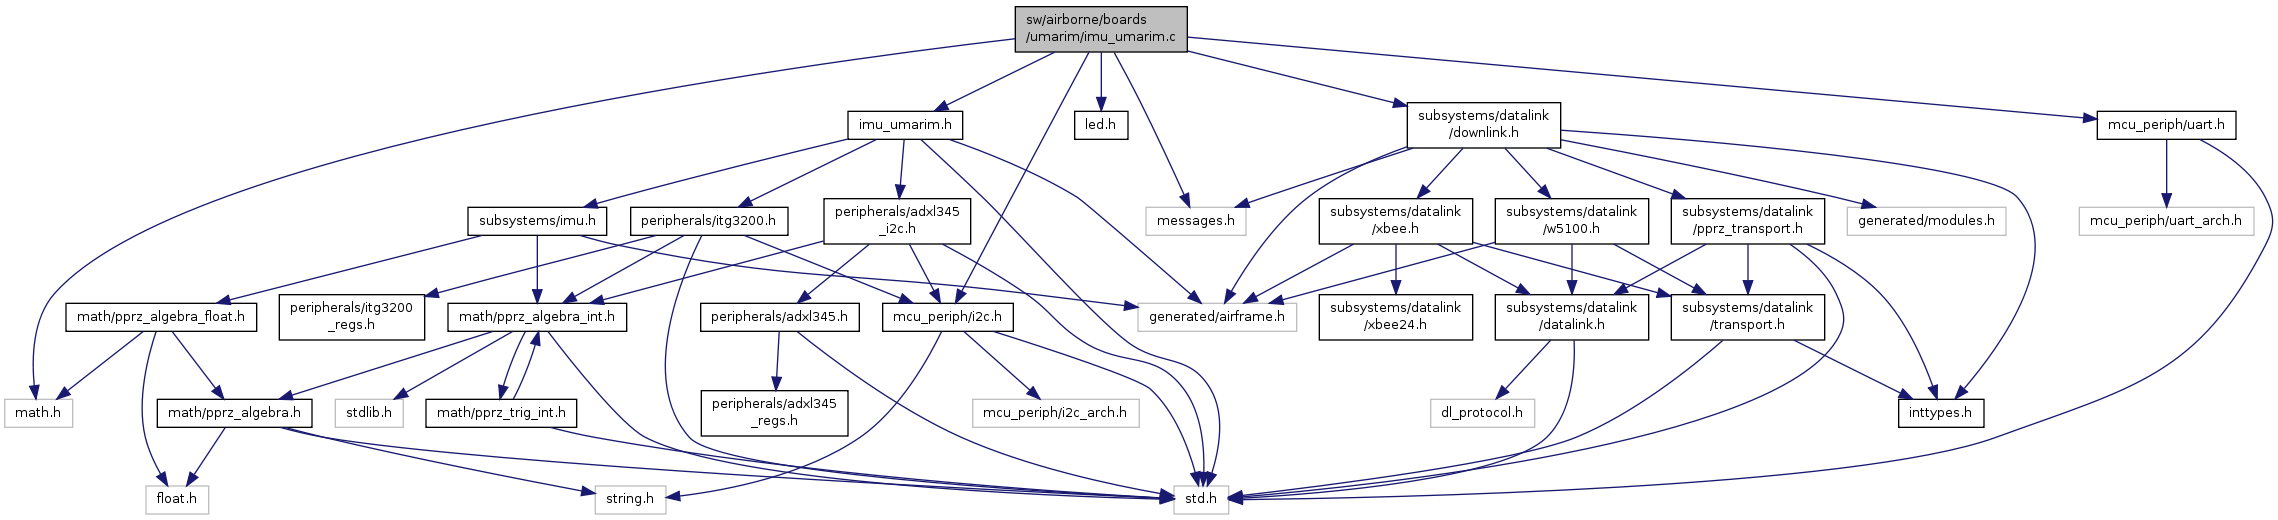 sw/airborne/boards
/umarim/imu_umarim.c
imu_umarim.h
led.h
subsystems/datalink
/downlink.h
mcu_periph/uart.h
subsystems/imu.h
peripherals/itg3200.h
peripherals/adxl345
_i2c.h
messages.h
subsystems/datalink
/xbee.h
subsystems/datalink
/w5100.h
subsystems/datalink
/pprz_transport.h
generated/modules.h
mcu_periph/uart_arch.h
math/pprz_algebra_float.h
peripherals/itg3200
_regs.h
math/pprz_algebra_int.h
peripherals/adxl345.h
mcu_periph/i2c.h
generated/airframe.h
subsystems/datalink
/xbee24.h
subsystems/datalink
/datalink.h
subsystems/datalink
/transport.h
math.h
math/pprz_algebra.h
stdlib.h
math/pprz_trig_int.h
peripherals/adxl345
_regs.h
mcu_periph/i2c_arch.h
dl_protocol.h
inttypes.h
float.h
string.h
std.h